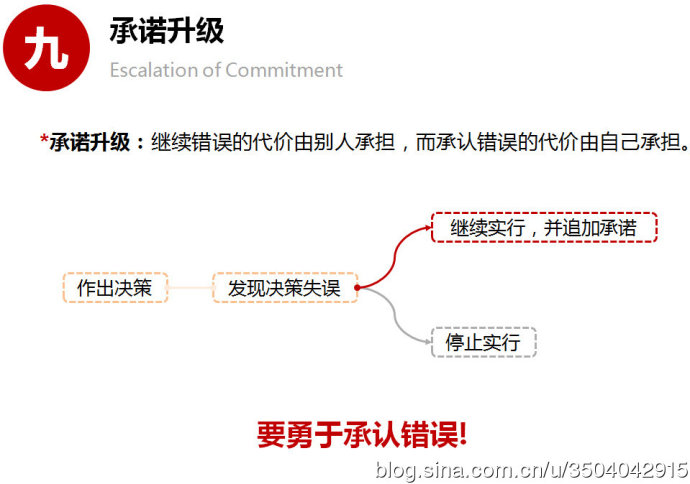 九
承诺升级
Escalation of Commitment
*承诺升级：继续错误的代价由别人承担，而承认错误的代价由自己承担。
继续实行，并追加承诺
作出决策
发现决策失误
停止实行
要勇于承认错误!
blog.sina.com.cn/u/3504042915